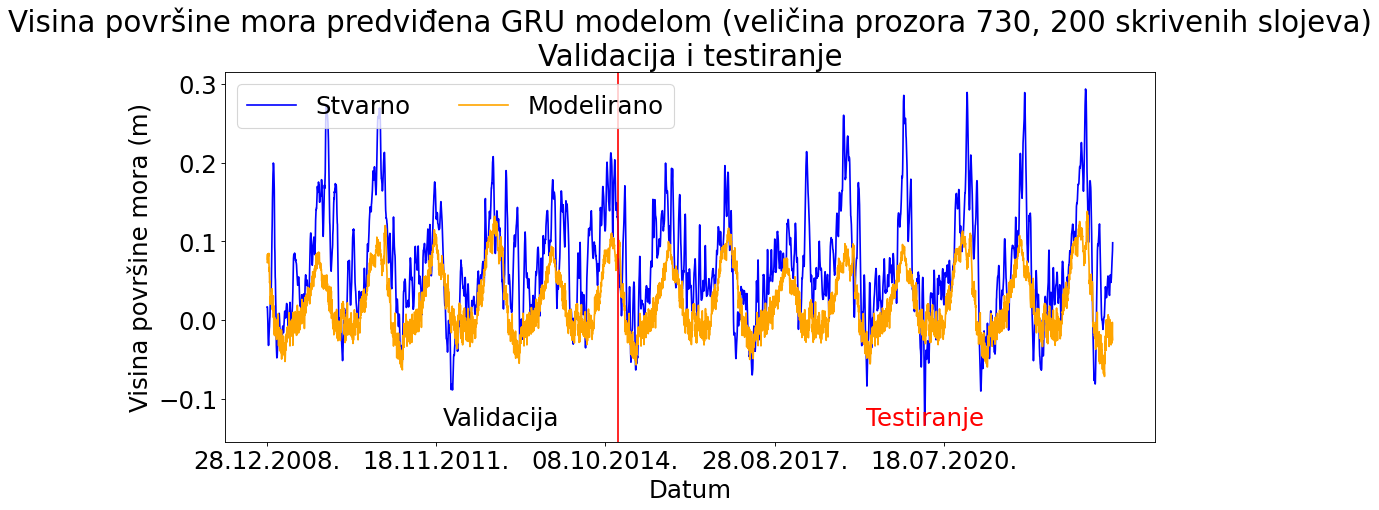 Visina površine mora predviđena GRU modelom (veličina prozora 730, 200 skrivenih slojeva)
Validacija i testiranje
Stvarno Modelirano
Visina površine mora (m)
0.3
0.2
0.1
0.0
−0.1
Validacija Testiranje
28.12.2008. 18.11.2011. 08.10.2014. 28.08.2017. 18.07.2020.
Datum